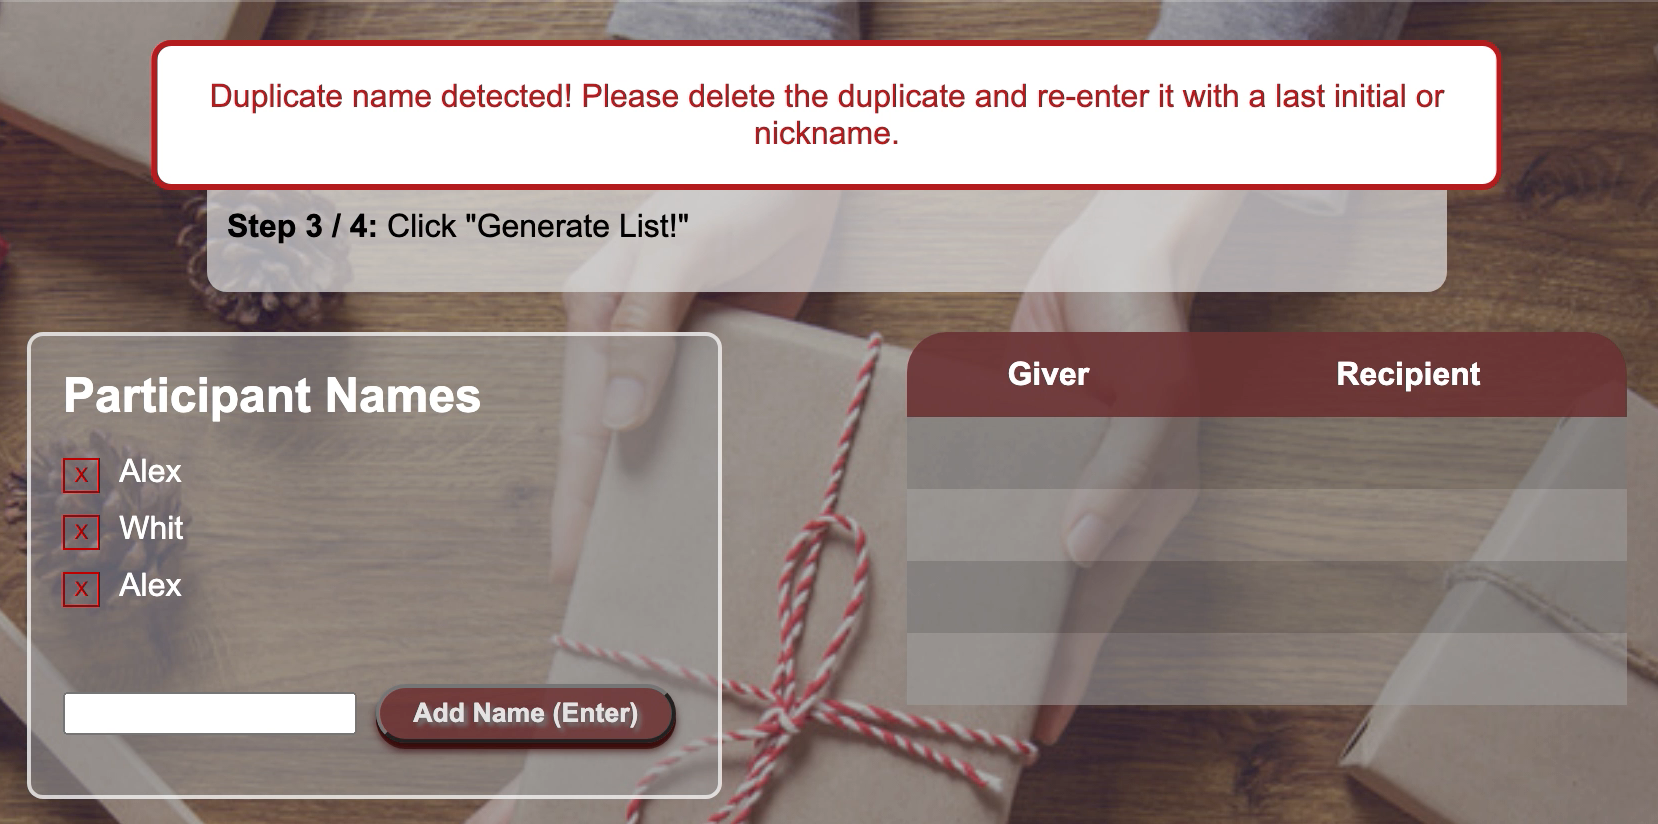 Duplicate name detected! Please delete the duplicate and re-enter it with a last initial or
nickname.
Step 3 / 4: Click "Generate List!"
Participant Names
x Alex
x Whit
x Alex
Add Name (Enter)
Giver Recipient